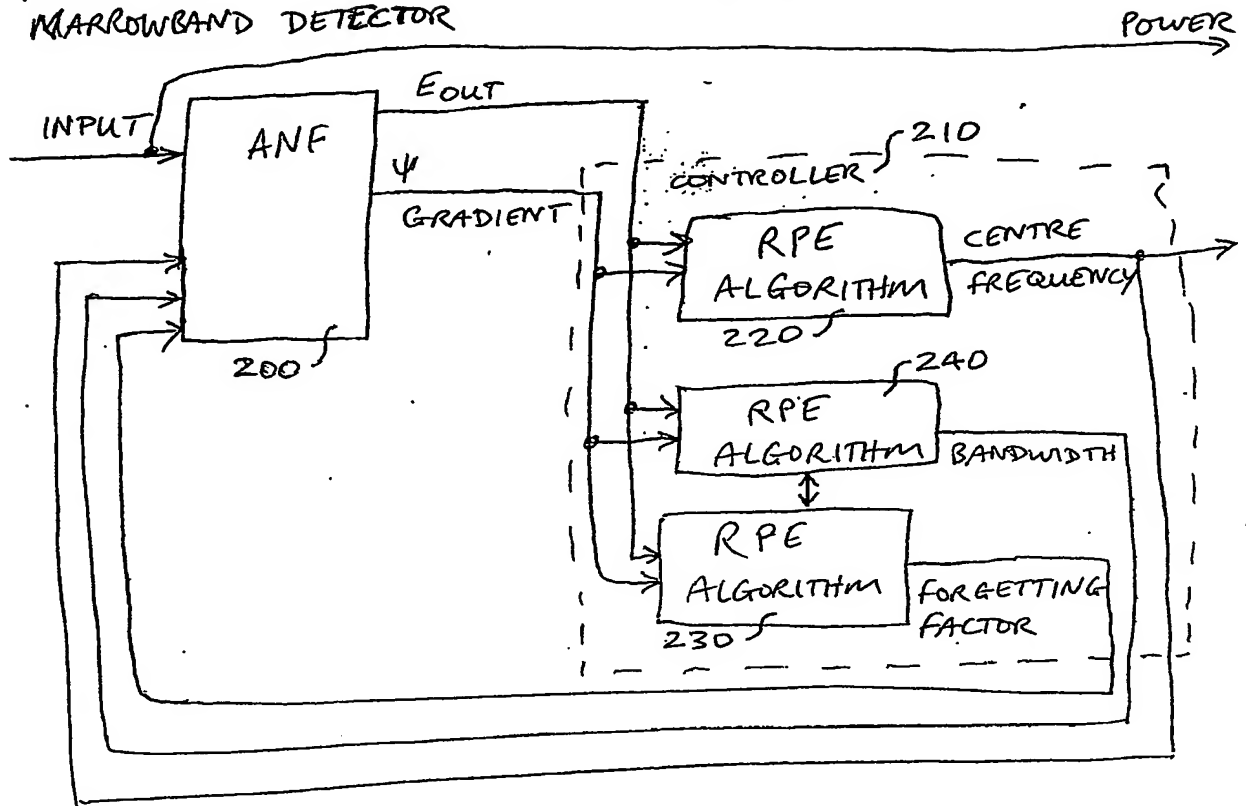 NARROWBAND DETECTOR
POWER
INPUT
ANF
EOUT
Ψ
GRADIENT
200
210
CONTROLLER
RPE
ALGORITHM
220
CENTRE
FREQUENCY
240
RPE
ALGORITHM
BANDWIDTH
RPE
ALGORITHM
230
FORGETTING
FACTOR